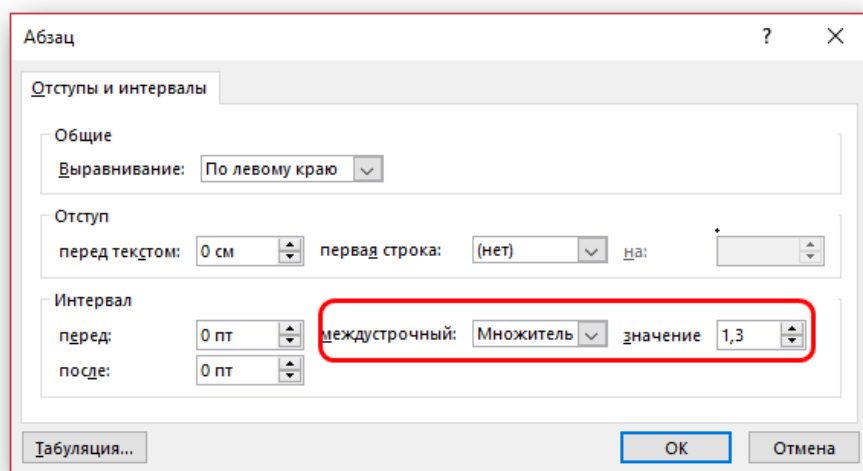 Абзац ?
Отступы и интервалы
Общие
Выравнивание: По левому краю
Отступ
перед текстом: 0 см первая строка: (нет) на:
Интервал
перед: 0 пт междустрочный: Множитель значение 1,3
после: 0 пт
Табуляция... ОК Отмена